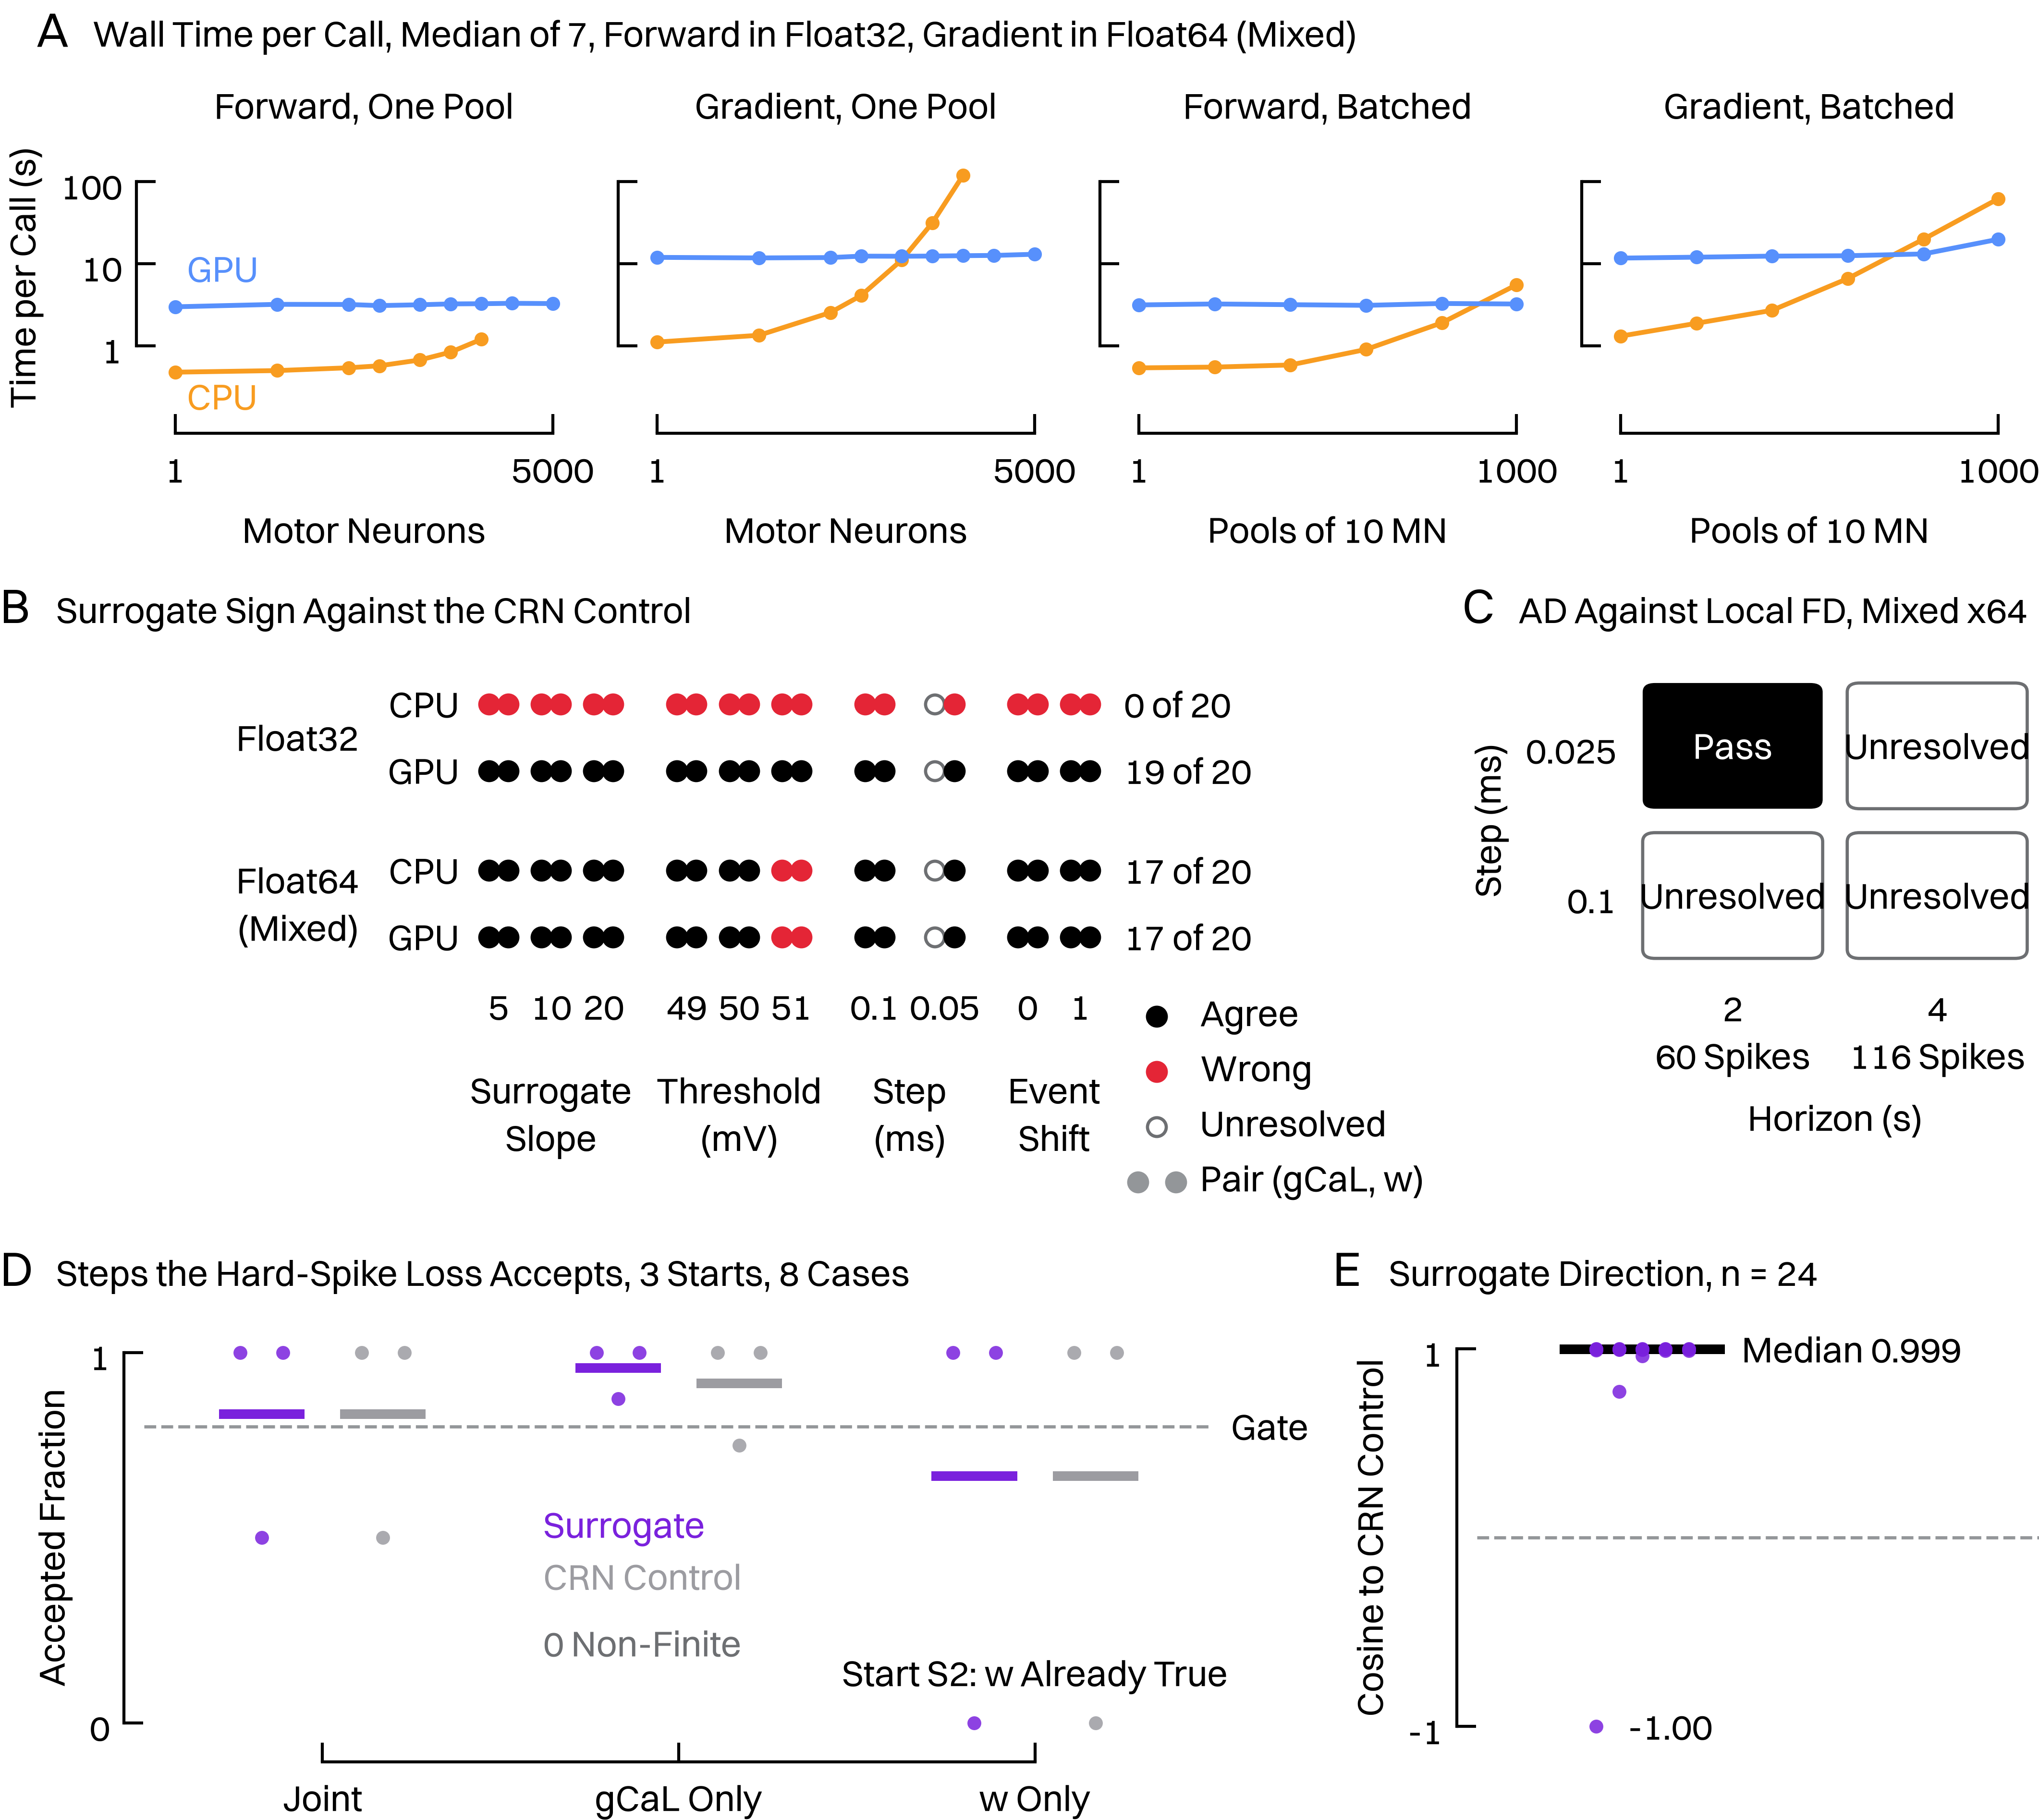 A Wall Time per Call, Median of 7, Forward in Float32, Gradient in Float64 (Mixed)
Forward, One Pool
Gradient, One Pool
Forward, Batched
Gradient, Batched
Time per Call (s)
100
10
1
GPU
CPU
1 5000
1 5000
1 1000
1 1000
Motor Neurons
Motor Neurons
Pools of 10 MN
Pools of 10 MN
B Surrogate Sign Against the CRN Control
Float32
CPU 0 of 20
GPU 19 of 20
Float64
(Mixed)
CPU 17 of 20
GPU 17 of 20
5 10 20 49 50 51 0.1 0.05 0 1
Surrogate
Slope
Threshold
(mV)
Step
(ms)
Event
Shift
Agree
Wrong
Unresolved
Pair (gCaL, w)
C AD Against Local FD, Mixed x64
Step (ms)
0.025 Pass Unresolved
0.1 Unresolved Unresolved
2 4
60 Spikes 116 Spikes
Horizon (s)
D Steps the Hard-Spike Loss Accepts, 3 Starts, 8 Cases
Accepted Fraction
1
0
Gate
Surrogate
CRN Control
0 Non-Finite
Start S2: w Already True
Joint gCaL Only w Only
E Surrogate Direction, n = 24
Cosine to CRN Control
1
-1
Median 0.999
-1.00